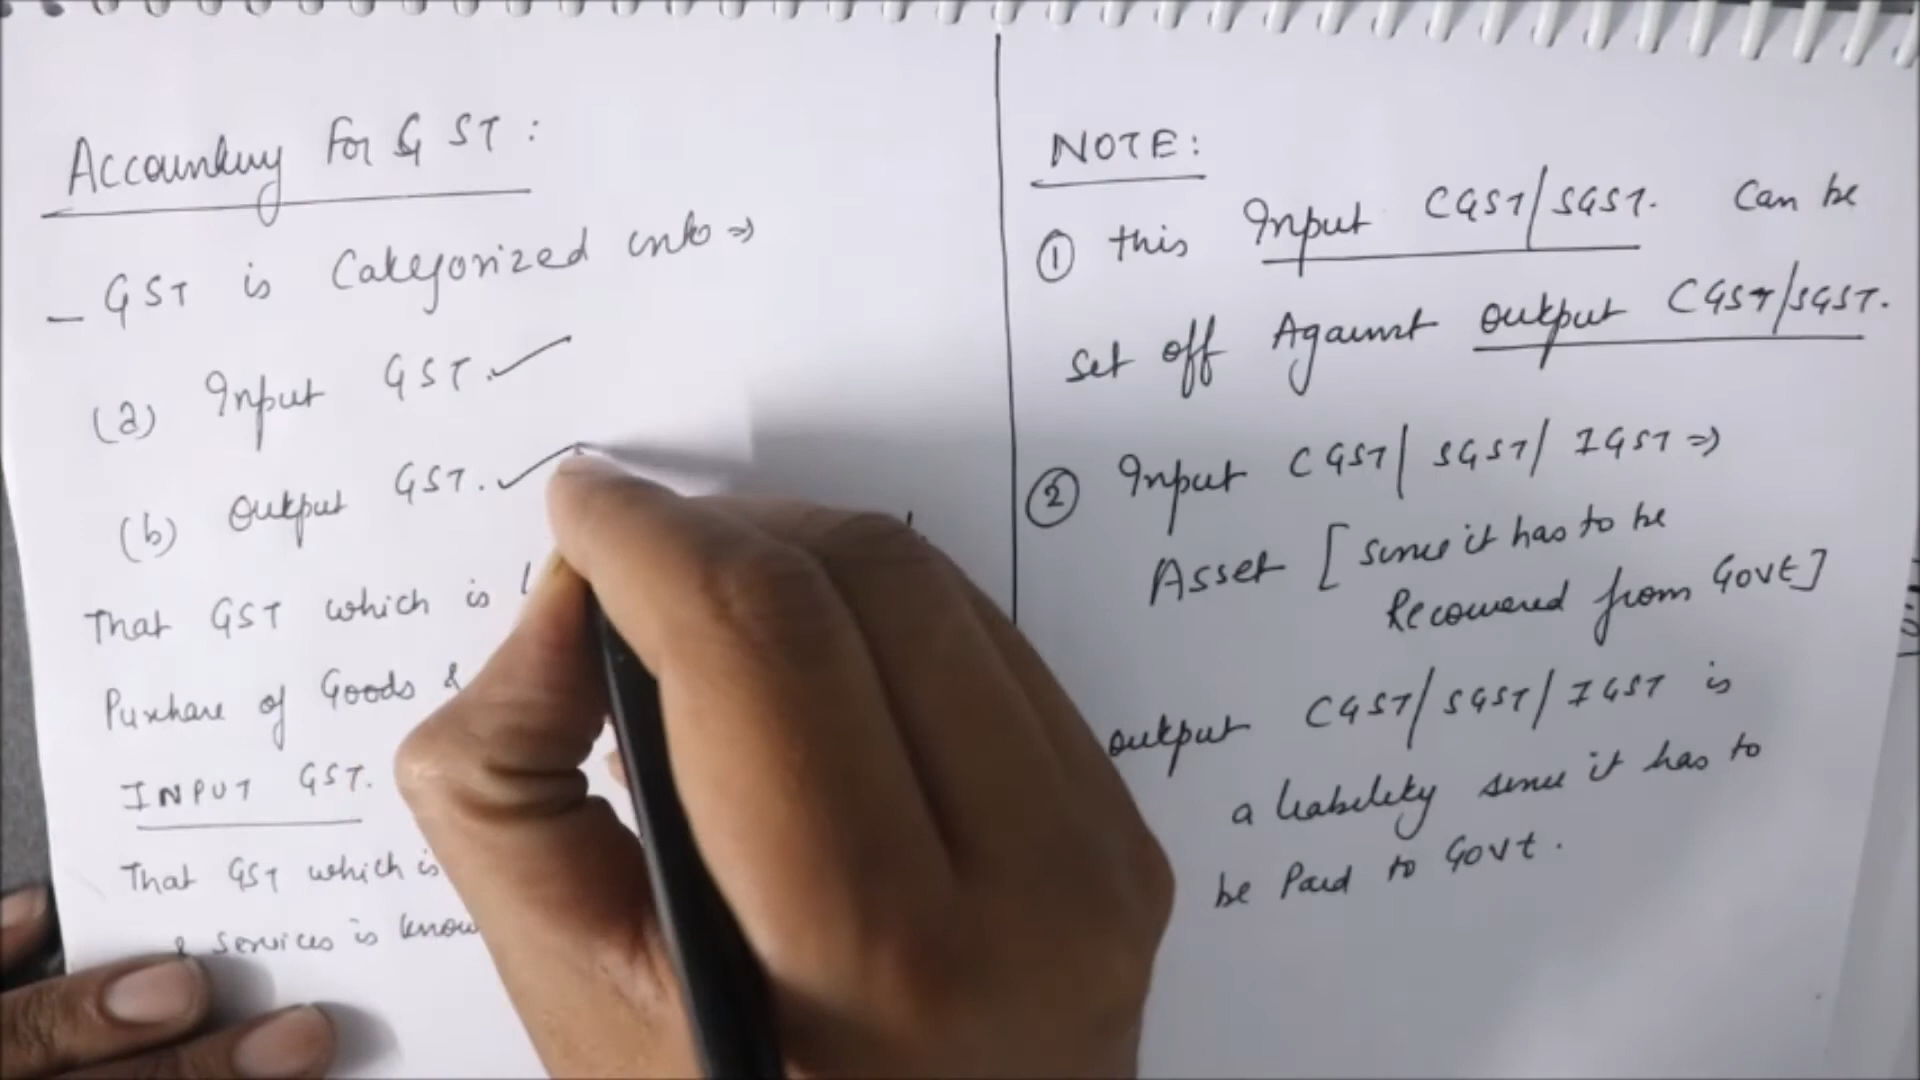 Accounting For GST:
- GST is Categorized into ⇒
(a) Input GST. ✓
(b) Output GST. ✓
That GST which is
Purchase of Goods &
INPUT GST.
That GST which is
& Services is know
NOTE:
① this Input CGST/SGST. Can be
Set off Against output CGST/SGST.
② Input CGST/ SGST/ IGST ⇒
Asset [ since it has to be
Recovered from Govt]
output CGST/ SGST/ IGST is
a liability since it has to
be Paid to Govt.